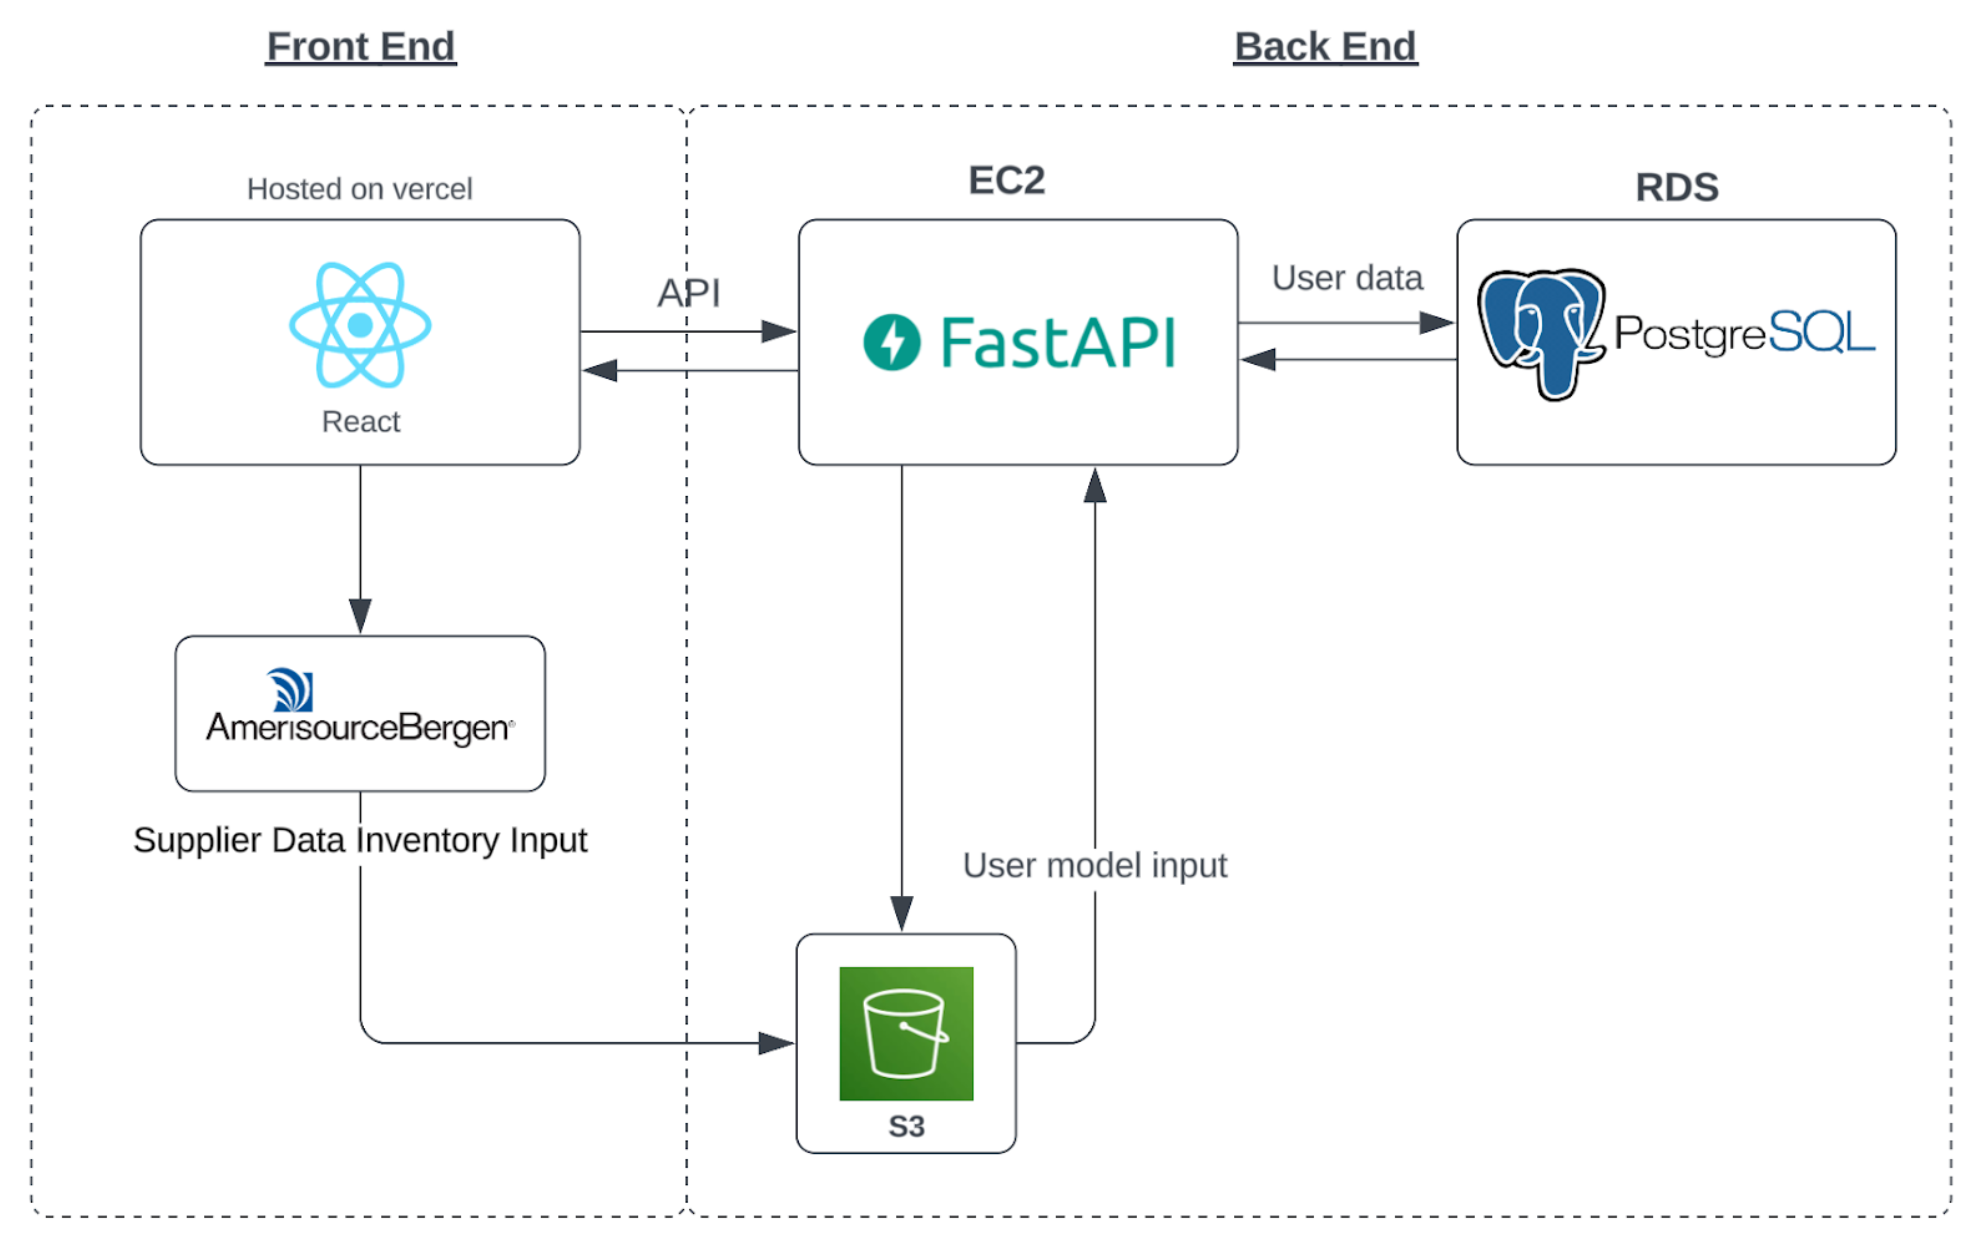 Front End
Back End
Hosted on vercel
EC2
RDS
React
API
FastAPI
User data
PostgreSQL
AmerisourceBergen®
Supplier Data Inventory Input
User model input
S3